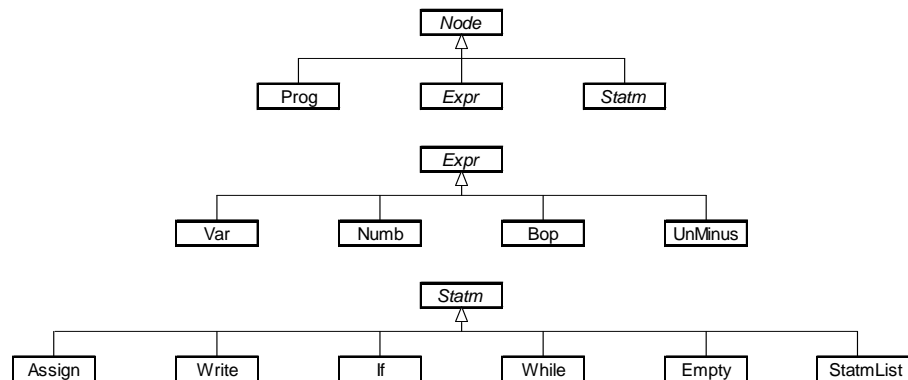 Node
Prog Expr Statm
Expr
Var Numb Bop UnMinus
Statm
Assign Write If While Empty StatmList